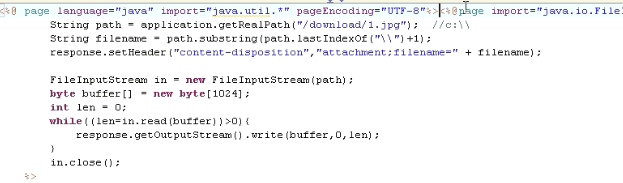 <%@ page language="java" import="java.util.*" pageEncoding="UTF-8"%><%@page import="java.io.File
String path = application.getRealPath("/download/1.jpg");  //c:\\
String filename = path.substring(path.lastIndexOf("\\")+1);
response.setHeader("content-disposition","attachment;filename=" + filename);
FileInputStream in = new FileInputStream(path);
byte buffer[] = new byte[1024];
int len = 0;
while((len=in.read(buffer))>0){
response.getOutputStream().write(buffer,0,len);
}
in.close();
%>